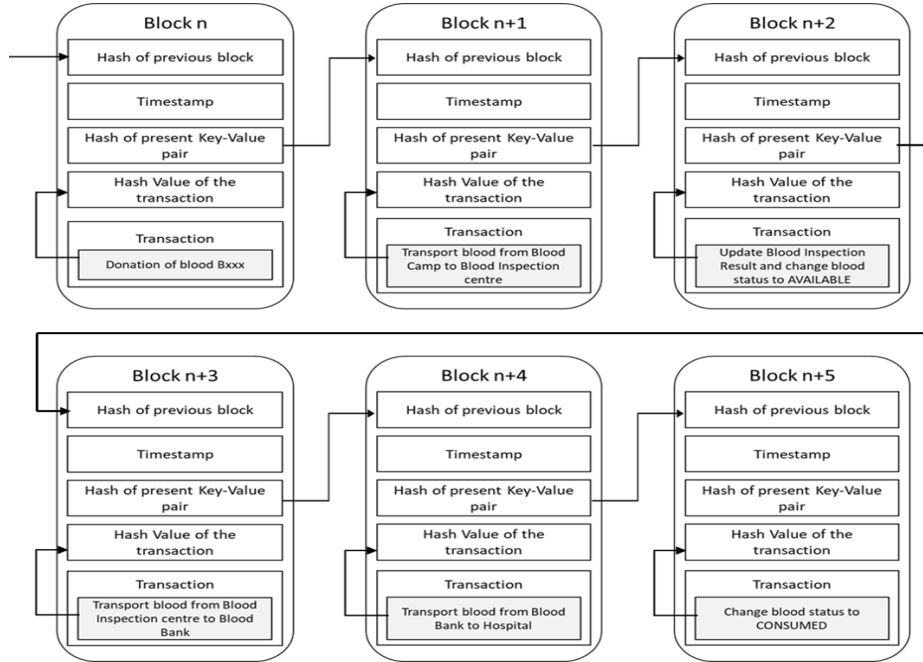 Block n
Hash of previous block
Timestamp
Hash of present Key-Value
pair
Hash Value of the
transaction
Transaction
Donation of blood Bxxx
Block n+1
Hash of previous block
Timestamp
Hash of present Key-Value
pair
Hash Value of the
transaction
Transaction
Transport blood from Blood
Camp to Blood Inspection
centre
Block n+2
Hash of previous block
Timestamp
Hash of present Key-Value
pair
Hash Value of the
transaction
Transaction
Update Blood Inspection
Result and change blood
status to AVAILABLE
Block n+3
Hash of previous block
Timestamp
Hash of present Key-Value
pair
Hash Value of the
transaction
Transaction
Transport blood from Blood
Inspection centre to Blood
Bank
Block n+4
Hash of previous block
Timestamp
Hash of present Key-Value
pair
Hash Value of the
transaction
Transaction
Transport blood from Blood
Bank to Hospital
Block n+5
Hash of previous block
Timestamp
Hash of present Key-Value
pair
Hash Value of the
transaction
Transaction
Change blood status to
CONSUMED